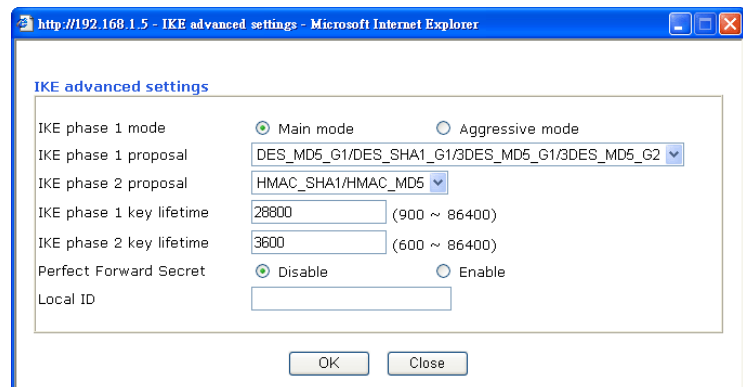 http://192.168.1.5 - IKE advanced settings - Microsoft Internet Explorer
IKE advanced settings
IKE phase 1 mode Main mode Aggressive mode
IKE phase 1 proposal DES_MD5_G1/DES_SHA1_G1/3DES_MD5_G1/3DES_MD5_G2
IKE phase 2 proposal HMAC_SHA1/HMAC_MD5
IKE phase 1 key lifetime 28800 (900 ~ 86400)
IKE phase 2 key lifetime 3600 (600 ~ 86400)
Perfect Forward Secret Disable Enable
Local ID
OK Close